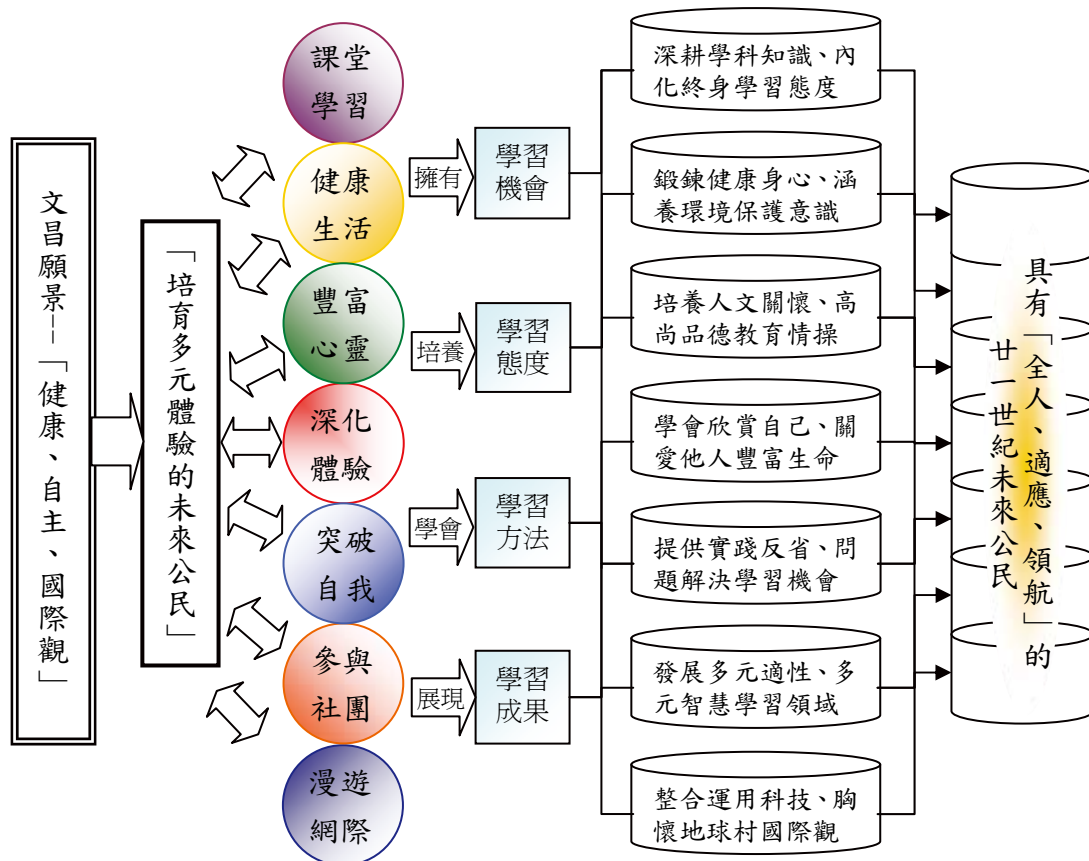 文昌願景--「健康、自主、國際觀」
「培育多元體驗的未來公民」
課堂
學習
健康
生活
豐富
心靈
深化
體驗
突破
自我
參與
社團
漫遊
網際
擁有
學習
機會
培養
學習
態度
學會
學習
方法
展現
學習
成果
深耕學科知識、內
化終身學習態度
鍛鍊健康身心、涵
養環境保護意識
培養人文關懷、高
尚品德教育情操
學會欣賞自己、關
愛他人豐富生命
提供實踐反省、問
題解決學習機會
發展多元適性、多
元智慧學習領域
整合運用科技、胸
懷地球村國際觀
具有「全人、適應、領航」的
廿一世紀未來公民